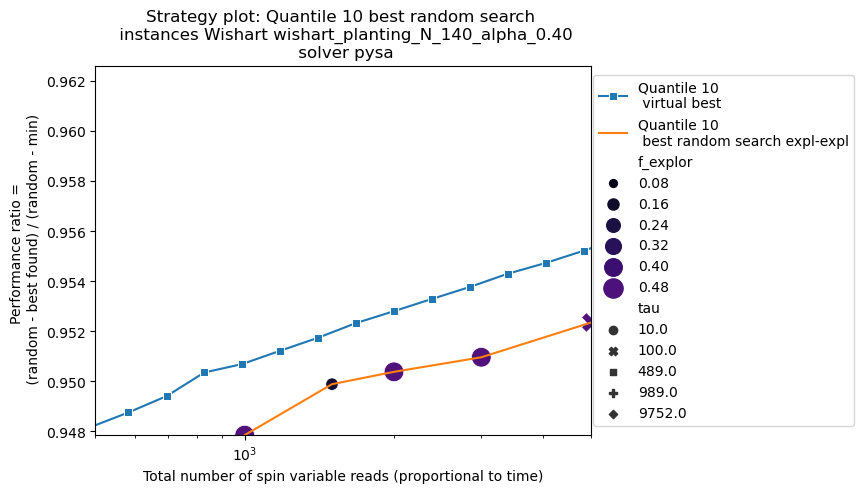 Strategy plot: Quantile 10 best random search
instances Wishart wishart_planting_N_140_alpha_0.40
solver pysa
0.962
0.960
0.958
0.956
0.954
0.952
0.950
0.948
Performance ratio =
(random - best found) / (random - min)
10^3
Total number of spin variable reads (proportional to time)
Quantile 10
virtual best
Quantile 10
best random search expl-expl
f_explor
0.08
0.16
0.24
0.32
0.40
0.48
tau
10.0
100.0
489.0
989.0
9752.0